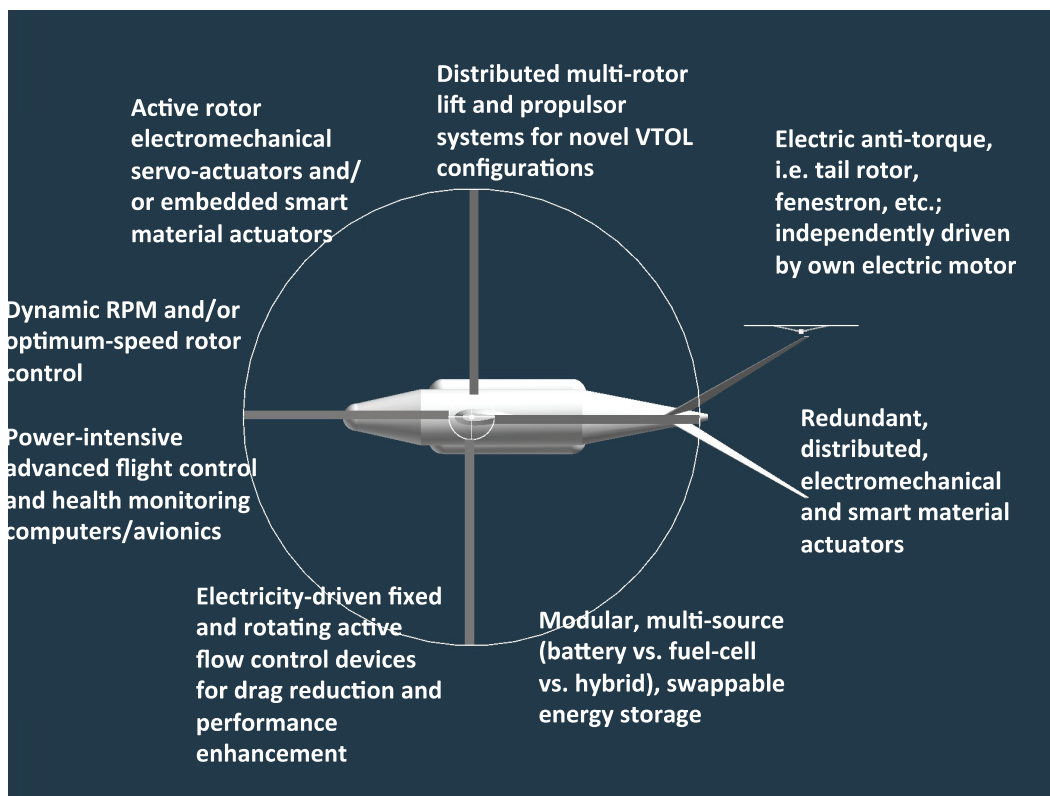 Distributed multi-rotor
lift and propulsor
systems for novel VTOL
configurations
Active rotor
electromechanical
servo-actuators and/
or embedded smart
material actuators
Electric anti-torque,
i.e. tail rotor,
fenestron, etc.;
independently driven
by own electric motor
Dynamic RPM and/or
optimum-speed rotor
control
Power-intensive
advanced flight control
and health monitoring
computers/avionics
Redundant,
distributed,
electromechanical
and smart material
actuators
Electricity-driven fixed
and rotating active
flow control devices
for drag reduction and
performance
enhancement
Modular, multi-source
(battery vs. fuel-cell
vs. hybrid), swappable
energy storage